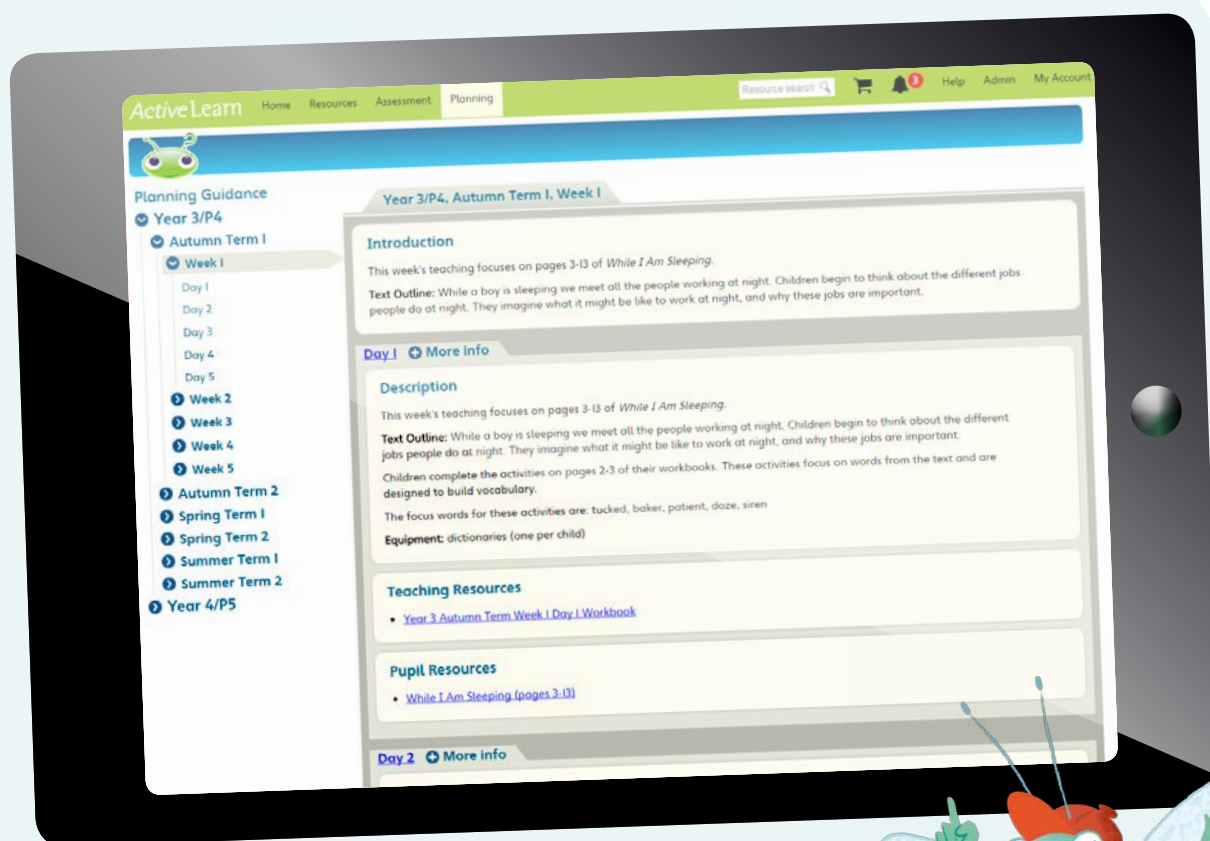 ActiveLearn Home Resources Assessment Planning Resource search 3 Help Admin My Account
Planning Guidance
Year 3/P4
Autumn Term 1
Week 1
Day 1
Day 2
Day 3
Day 4
Day 5
Week 2
Week 3
Week 4
Week 5
Autumn Term 2
Spring Term 1
Spring Term 2
Summer Term 1
Summer Term 2
Year 4/P5
Year 3/P4, Autumn Term 1, Week 1
Introduction
This week's teaching focuses on pages 3-13 of While I Am Sleeping.
Text Outline: While a boy is sleeping we meet all the people working at night. Children begin to think about the different jobs
people do at night. They imagine what it might be like to work at night, and why these jobs are important.
Day 1 More info
Description
This week's teaching focuses on pages 3-13 of While I Am Sleeping.
Text Outline: While a boy is sleeping we meet all the people working at night. Children begin to think about the different
jobs people do at night. They imagine what it might be like to work at night, and why these jobs are important.
Children complete the activities on pages 2-3 of their workbooks. These activities focus on words from the text and are
designed to build vocabulary.
The focus words for these activities are: tucked, baker, patient, doze, siren
Equipment: dictionaries (one per child)
Teaching Resources
• Year 3 Autumn Term Week 1 Day 1 Workbook
Pupil Resources
• While I Am Sleeping (pages 3-13)
Day 2 More info